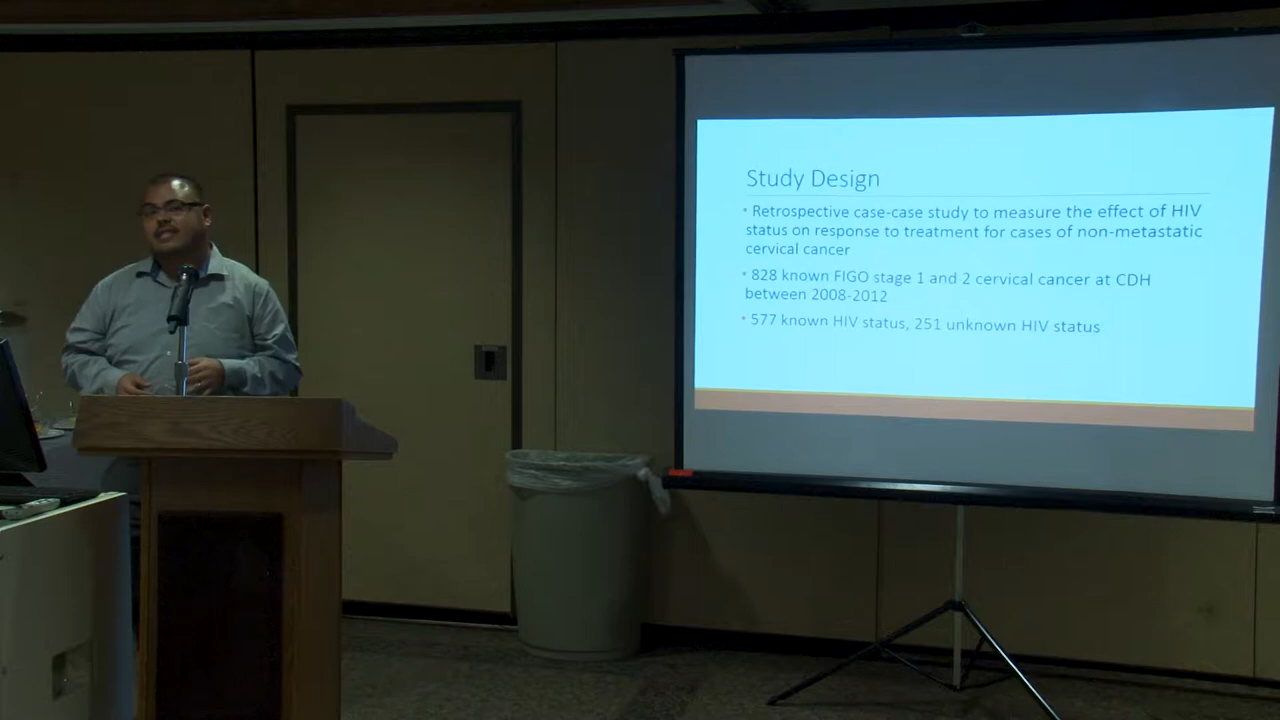 Study Design
• Retrospective case-case study to measure the effect of HIV
status on response to treatment for cases of non-metastatic
cervical cancer
• 828 known FIGO stage 1 and 2 cervical cancer at CDH
between 2008-2012
• 577 known HIV status, 251 unknown HIV status